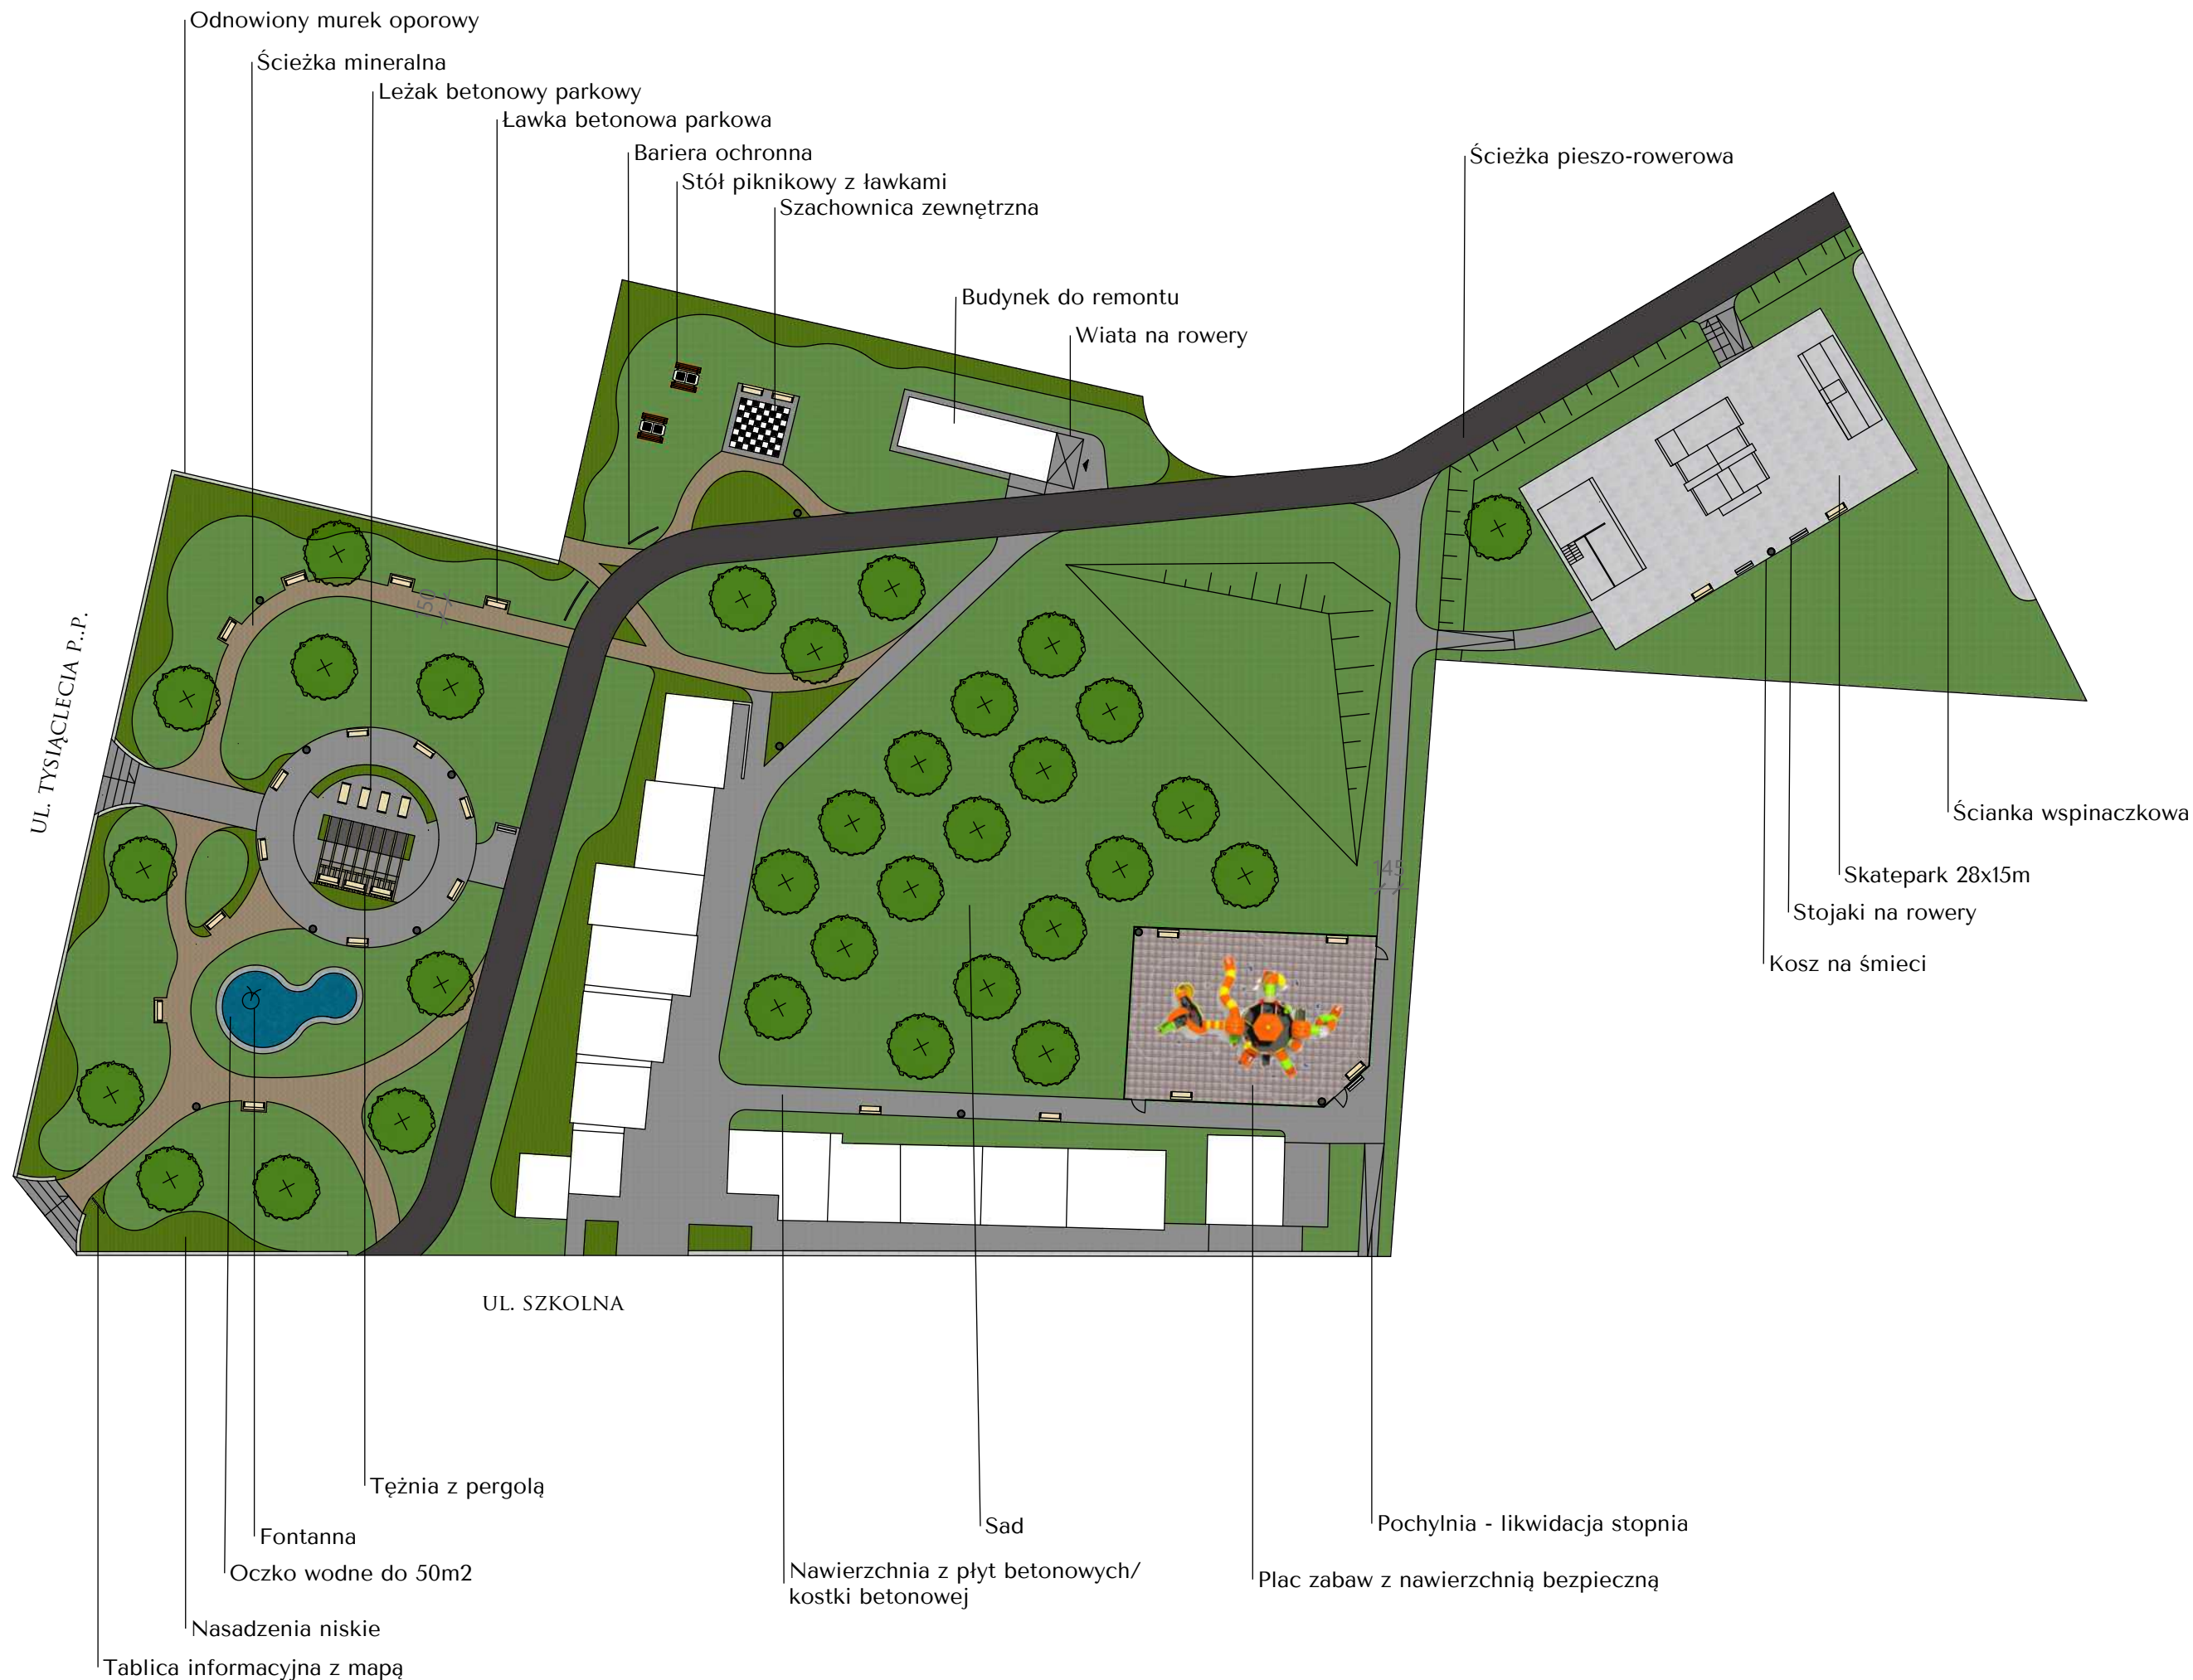 Odnowiony murek oporowy
Ścieżka mineralna
Leżak betonowy parkowy
Ławka betonowa parkowa
Bariera ochronna
Stół piknikowy z ławkami
Szachownica zewnętrzna
Ścieżka pieszo-rowerowa
Budynek do remontu
Wiata na rowery
150
UL. TYSIĄCLECIA P..P.
145
Ścianka wspinaczkowa
Skatepark 28x15m
Stojaki na rowery
Kosz na śmieci
UL. SZKOLNA
Tężnia z pergolą
Fontanna
Oczko wodne do 50m2
Nasadzenia niskie
Tablica informacyjna z mapą
Sad
Nawierzchnia z płyt betonowych/
kostki betonowej
Pochylnia - likwidacja stopnia
Plac zabaw z nawierzchnią bezpieczną